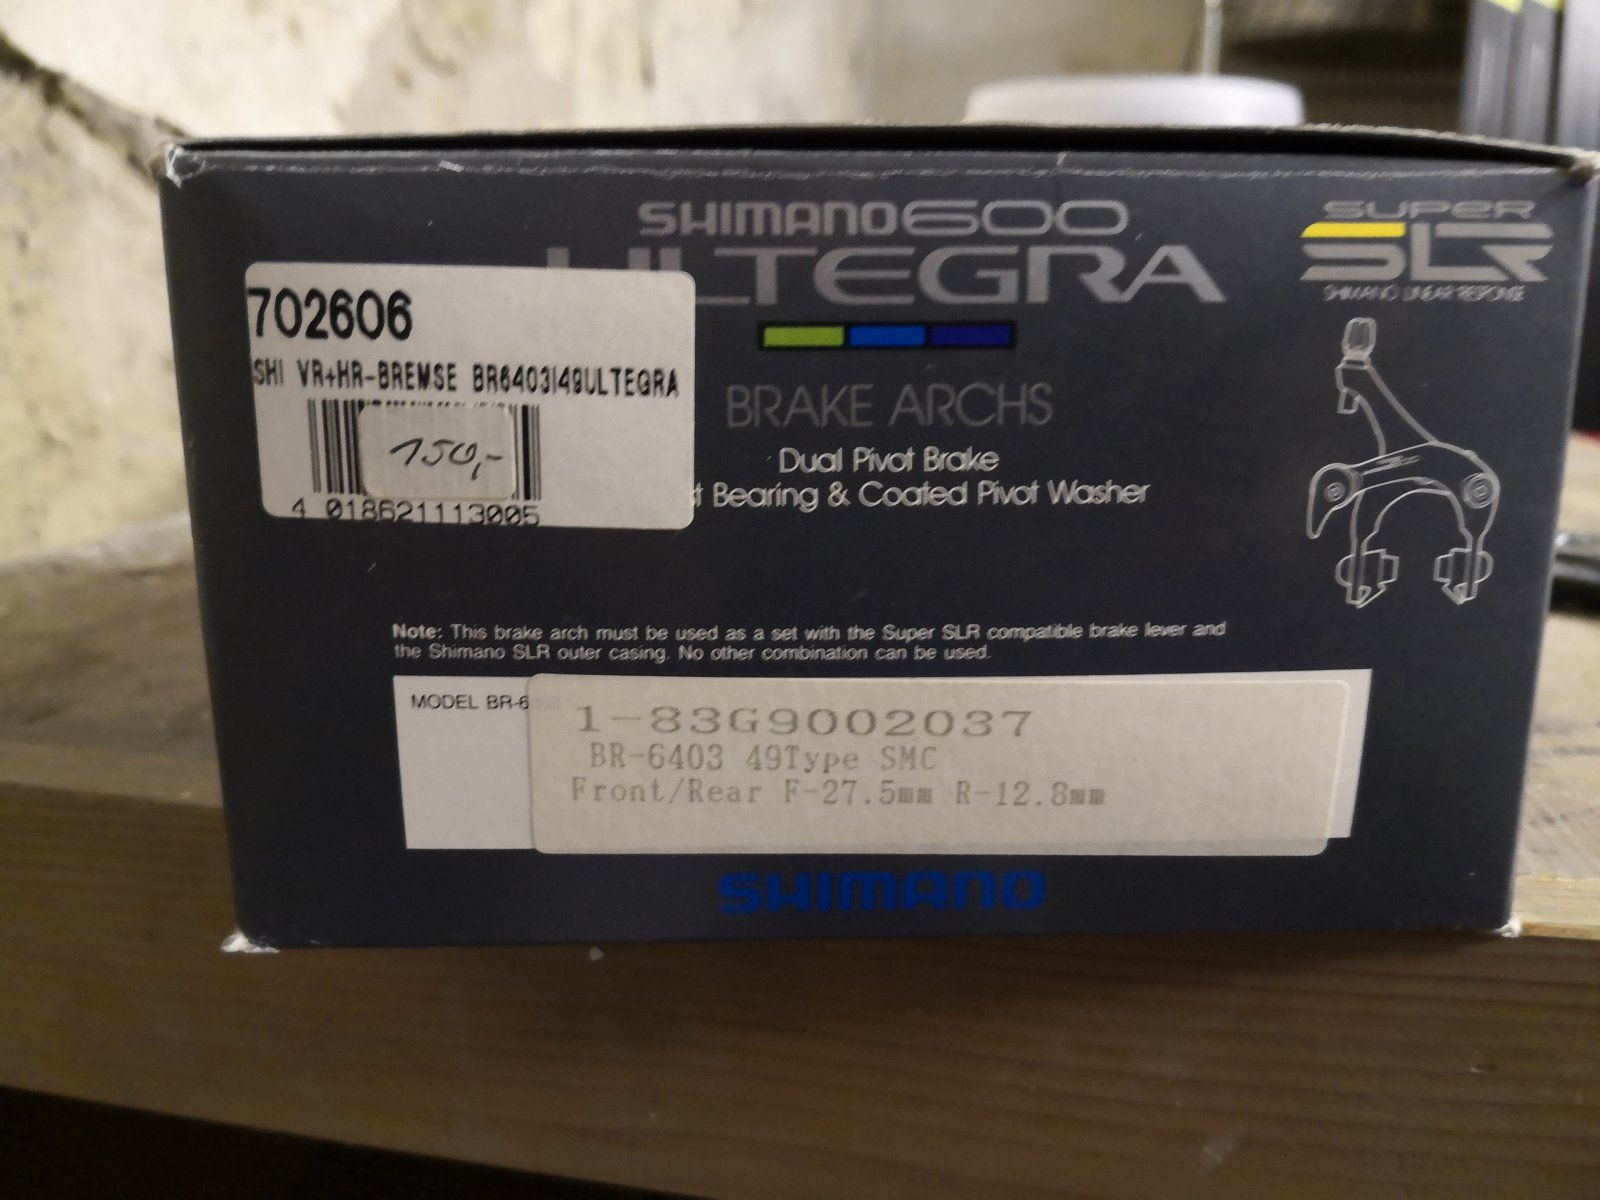 SHIMANO 600
ULTEGRA
SUPER
SLR
SHIMANO LINEAR RESPONSE
702606
SHI VR+HR-BREMSE BR6403I49ULTEGRA
150,-
4 018621113005
BRAKE ARCHS
Dual Pivot Brake
Bearing & Coated Pivot Washer
Note: This brake arch must be used as a set with the Super SLR compatible brake lever and
the Shimano SLR outer casing. No other combination can be used.
MODEL BR-6
1-83G9002037
BR-6403 49Type SMC
Front/Rear F-27.5mm R-12.8mm
SHIMANO